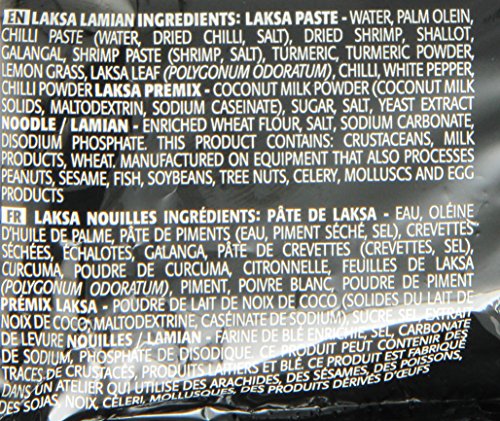 EN LAKSA LAMIAN INGREDIENTS: LAKSA PASTE - WATER, PALM OLEIN,
CHILLI PASTE (WATER, DRIED CHILLI, SALT), DRIED SHRIMP, SHALLOT,
GALANGAL, SHRIMP PASTE (SHRIMP, SALT), TURMERIC, TURMERIC POWDER,
LEMON GRASS, LAKSA LEAF (POLYGONUM ODORATUM), CHILLI, WHITE PEPPER,
CHILLI POWDER LAKSA PREMIX - COCONUT MILK POWDER (COCONUT MILK
SOLIDS, MALTODEXTRIN, SODIUM CASEINATE), SUGAR, SALT, YEAST EXTRACT
NOODLE / LAMIAN - ENRICHED WHEAT FLOUR, SALT, SODIUM CARBONATE,
DISODIUM PHOSPHATE. THIS PRODUCT CONTAINS: CRUSTACEANS, MILK
PRODUCTS, WHEAT. MANUFACTURED ON EQUIPMENT THAT ALSO PROCESSES
PEANUTS, SESAME, FISH, SOYBEANS, TREE NUTS, CELERY, MOLLUSCS AND EGG
PRODUCTS
FR LAKSA NOUILLES INGRÉDIENTS: PÂTE DE LAKSA - EAU, OLÉINE
D'HUILE DE PALME, PÂTE DE PIMENTS (EAU, PIMENT SÉCHÉ, SEL), CREVETTES
SÉCHÉES, ÉCHALOTES, GALANGA, PÂTE DE CREVETTES (CREVETTES, SEL),
CURCUMA, POUDRE DE CURCUMA, CITRONNELLE, FEUILLES DE LAKSA
(POLYGONUM ODORATUM), PIMENT, POIVRE BLANC, POUDRE DE PIMENT
PREMIX LAKSA - POUDRE DE LAIT DE NOIX DE COCO (SOLIDES DU LAIT DE
NOIX DE COCO, MALTODEXTRINE, CASÉINATE DE SODIUM), SUCRE SEL, EXTRAIT
DE LEVURE NOUILLES / LAMIAN - FARINE DE BLÉ ENRICHIE, SEL, CARBONATE
DE SODIUM, PHOSPHATE DE DISODIQUE. CE PRODUIT PEUT CONTENIR DES
TRACES DE CRUSTACÉS, PRODUITS LAITIERS ET BLÉ. CE PRODUIT EST FABRIQUÉ
DANS UN ATELIER QUI UTILISE DES ARACHIDES, DES SÉSAMES, DES POISSONS,
DES SOJAS, NOIX, CÉLERI, MOLLUSQUES, DES PRODUITS DÉRIVÉS D'ŒUFS